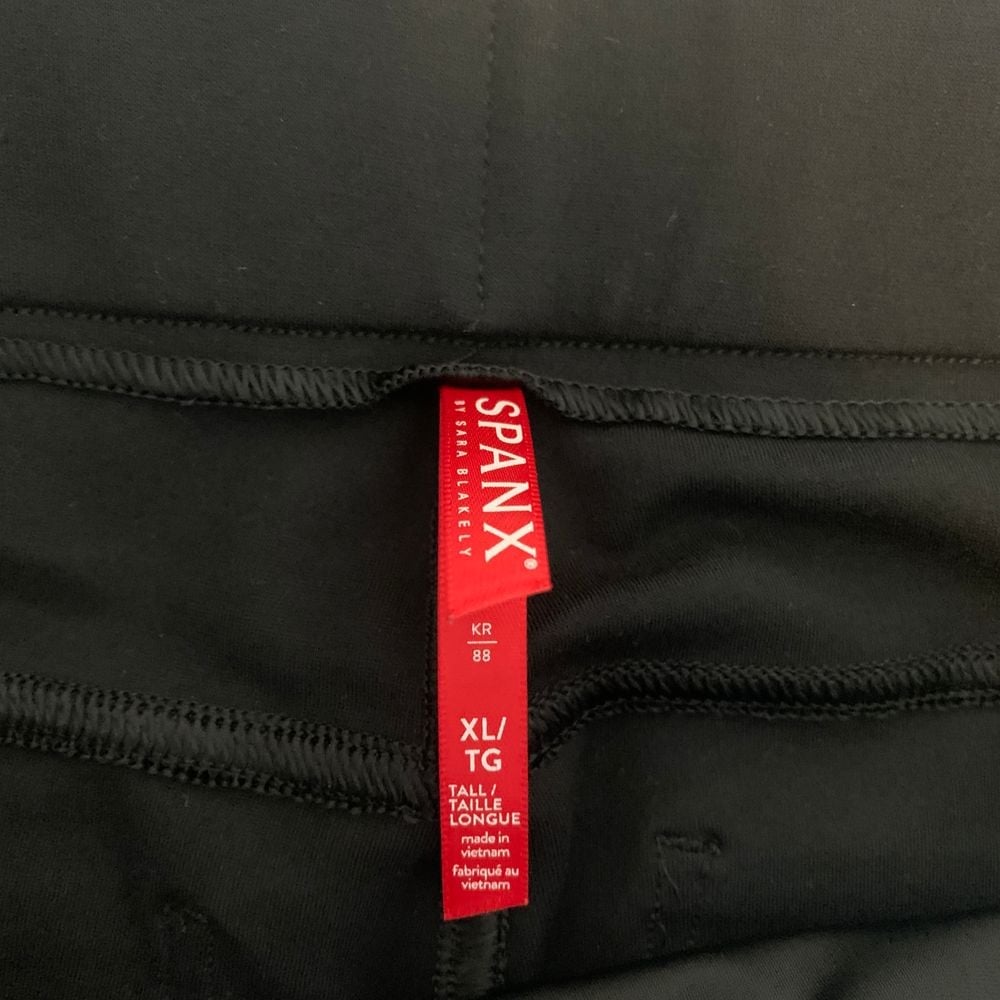 SPANX®
BY SARA BLAKELY
KR
88
XL/
TG
TALL /
TAILLE
LONGUE
made in
vietnam
fabriqué au
vietnam